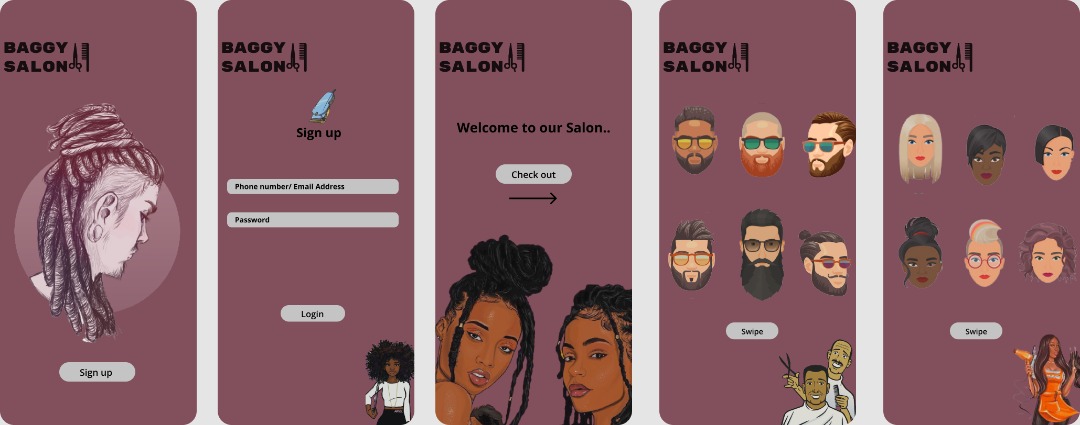 BAGGY
SALON
Sign up
BAGGY
SALON
Sign up
Phone number/ Email Address
Password
Login
BAGGY
SALON
Welcome to our Salon..
Check out
BAGGY
SALON
Swipe
BAGGY
SALON
Swipe